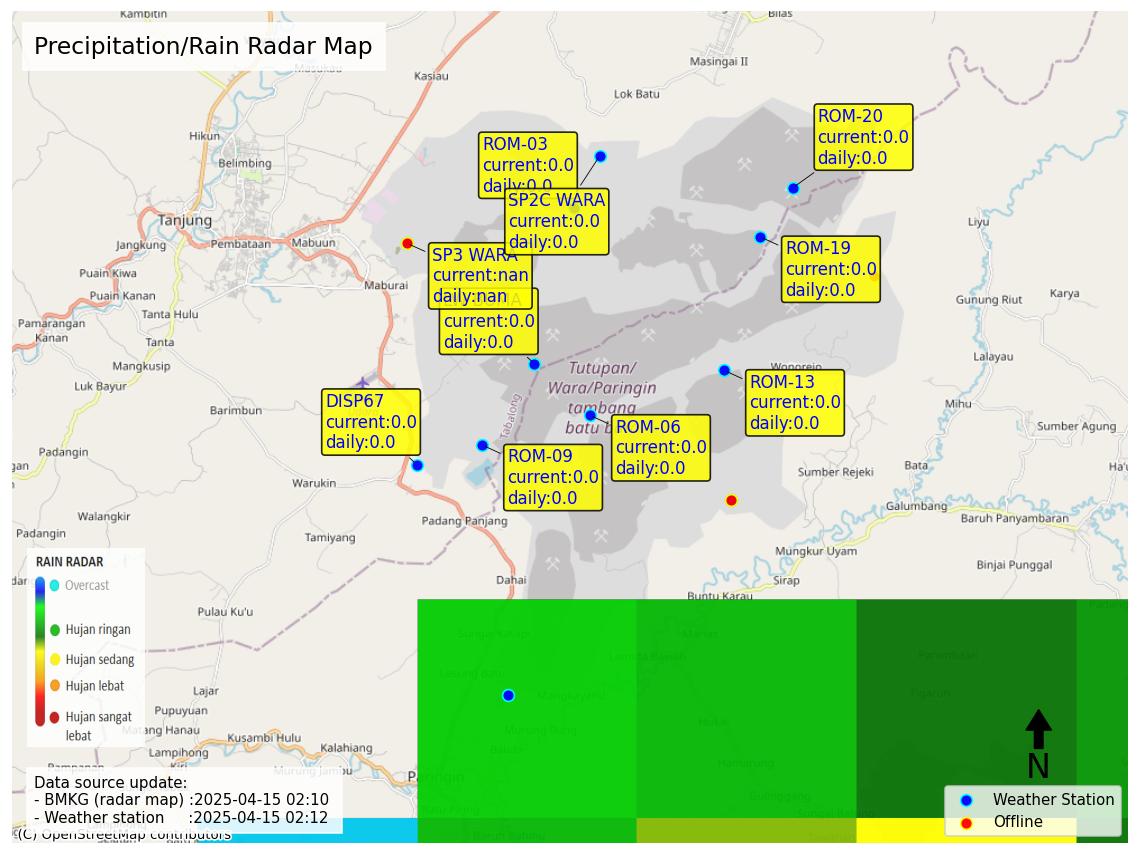 Precipitation/Rain Radar Map
Kambitin
Bilas
Masingai II
Kasiau
Masukau
Lok Batu
Hikun
Belimbing
Tanjung
Jangkung
Pembataan
Mabuun
Puain Kiwa
Maburai
Puain Kanan
Tanta Hulu
Pamarangan
Kanan
Tanta
Mangkusip
Luk Bayur
Barimbun
Padangin
Warukin
Walangkir
Padangin
Tamiyang
Padang Panjang
Dahai
Pulau Ku'u
Lajar
Pupuyuan
Matang Hanau
Lampihong
Kusambi Hulu
Kalahiang
Murung Jambu
Paringin
Liyu
Gunung Riut
Karya
Lalayau
Mihu
Wonorejo
Sumber Agung
Bata
Sumber Rejeki
Galumbang
Baruh Panyambaran
Mungkur Uyam
Binjai Punggal
Sirap
Buntu Karau
Tabalong
Tutupan/
Wara/Paringin
tambang
batu b
ROM-03
current:0.0
daily:0.0
SP2C WARA
current:0.0
daily:0.0
ROM-20
current:0.0
daily:0.0
SP3 WARA
current:nan
daily:nan
current:0.0
daily:0.0
ROM-19
current:0.0
daily:0.0
ROM-13
current:0.0
daily:0.0
DISP67
current:0.0
daily:0.0
ROM-06
current:0.0
daily:0.0
ROM-09
current:0.0
daily:0.0
RAIN RADAR
Overcast
Hujan ringan
Hujan sedang
Hujan lebat
Hujan sangat
lebat
Data source update:
- BMKG (radar map) :2025-04-15 02:10
- Weather station :2025-04-15 02:12
(C) OpenStreetMap contributors
N
Weather Station
Offline